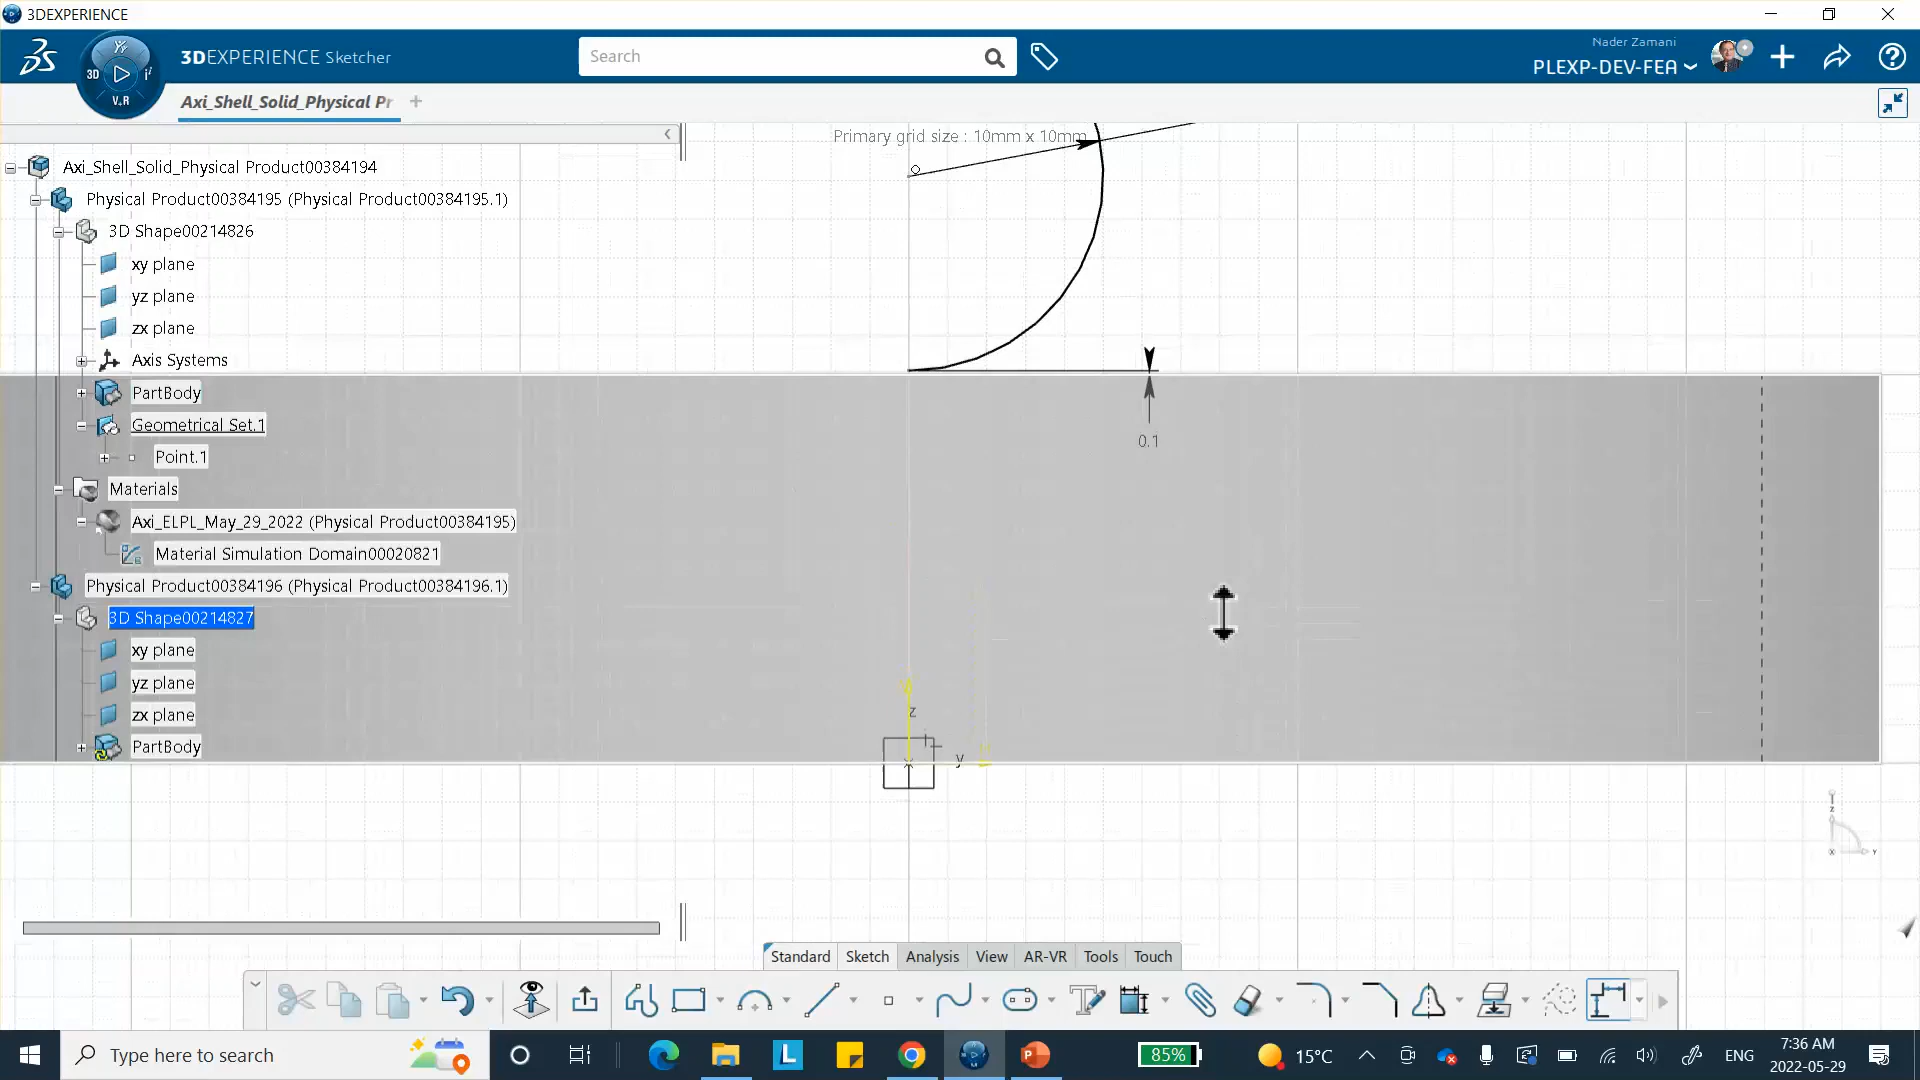 3DEXPERIENCE
3DEXPERIENCE Sketcher
Search
Nader Zamani
PLEXP-DEV-FEA
3D
V.R
Axi_Shell_Solid_Physical Pr
Primary grid size : 10mm x 10mm
Axi_Shell_Solid_Physical Product00384194
Physical Product00384195 (Physical Product00384195.1)
3D Shape00214826
xy plane
yz plane
zx plane
Axis Systems
PartBody
Geometrical Set.1
Point.1
Materials
Axi_ELPL_May_29_2022 (Physical Product00384195)
Material Simulation Domain00020821
Physical Product00384196 (Physical Product00384196.1)
3D Shape00214827
xy plane
yz plane
zx plane
PartBody
0.1
z
y
Standard Sketch Analysis View AR-VR Tools Touch
Type here to search
85%
15°C
ENG
7:36 AM
2022-05-29